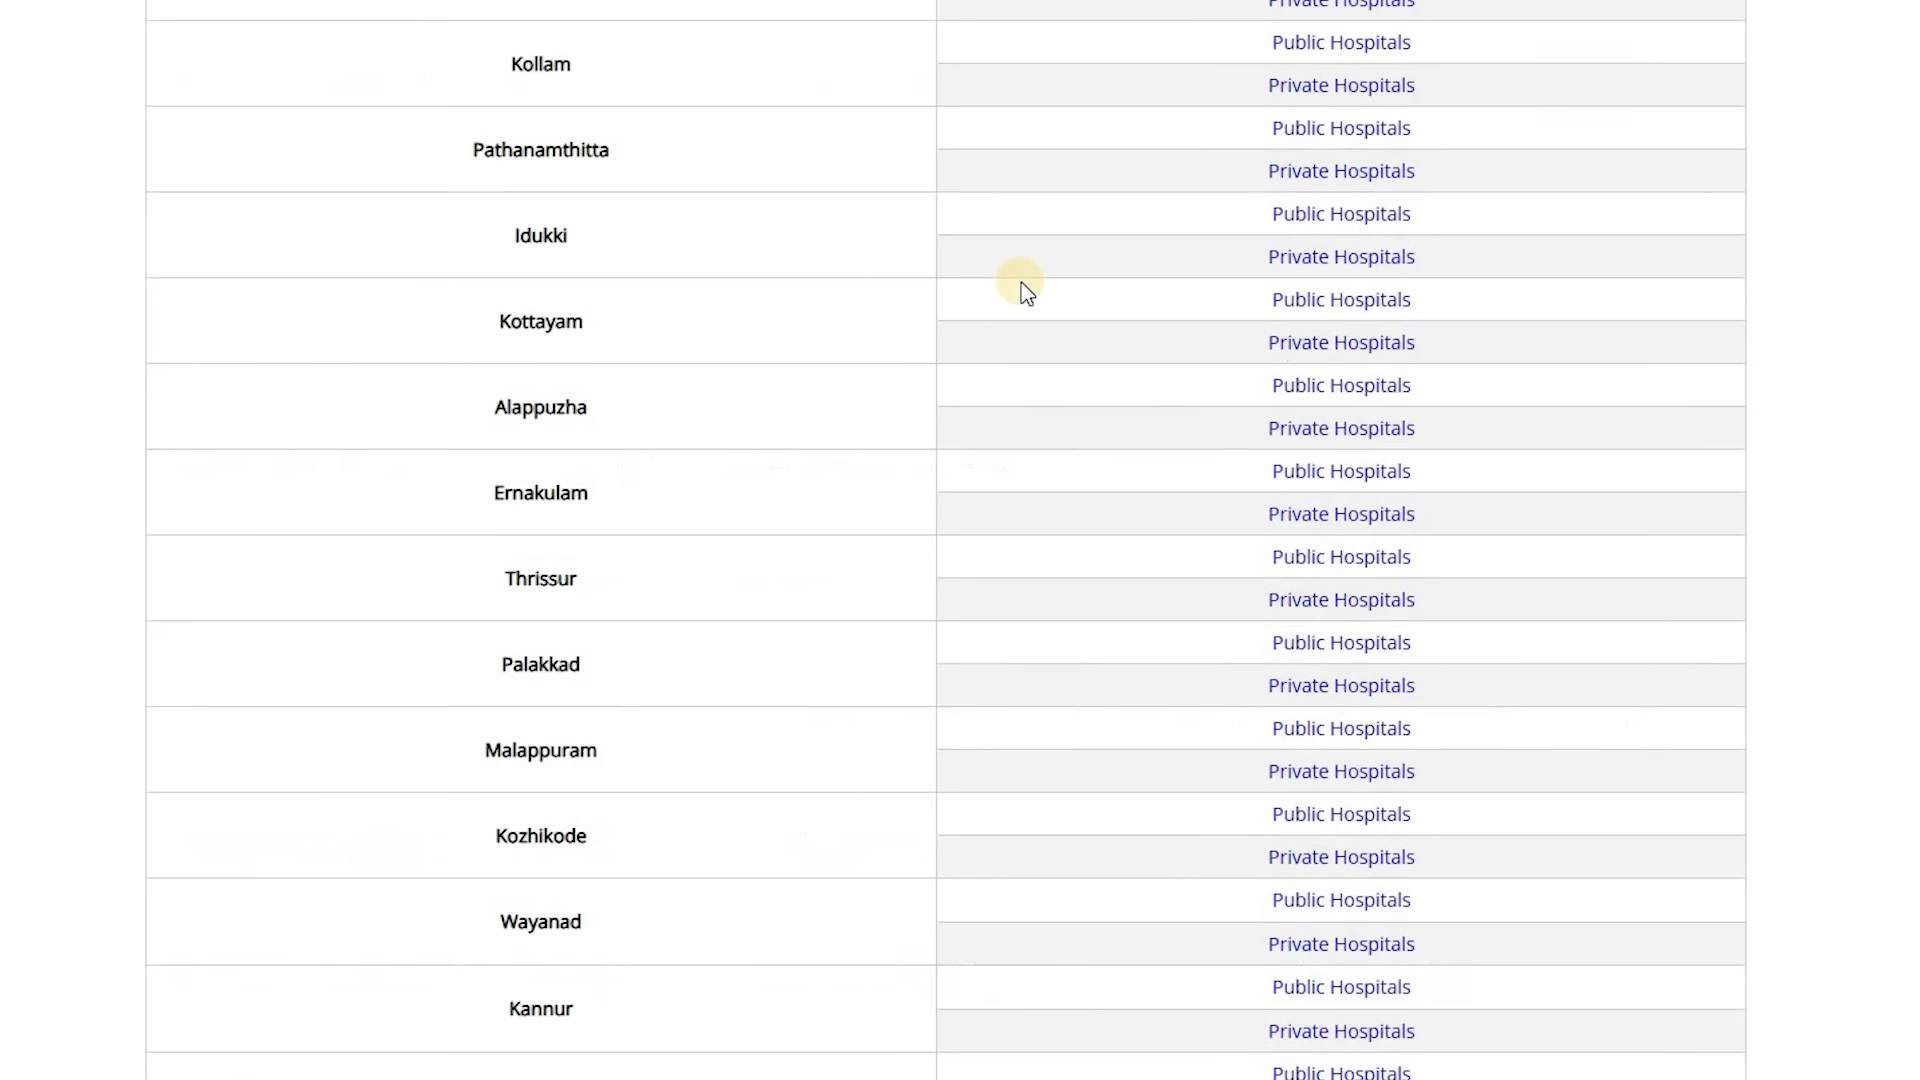 Private Hospitals
Kollam
Public Hospitals
Private Hospitals
Pathanamthitta
Public Hospitals
Private Hospitals
Idukki
Public Hospitals
Private Hospitals
Kottayam
Public Hospitals
Private Hospitals
Alappuzha
Public Hospitals
Private Hospitals
Ernakulam
Public Hospitals
Private Hospitals
Thrissur
Public Hospitals
Private Hospitals
Palakkad
Public Hospitals
Private Hospitals
Malappuram
Public Hospitals
Private Hospitals
Kozhikode
Public Hospitals
Private Hospitals
Wayanad
Public Hospitals
Private Hospitals
Kannur
Public Hospitals
Private Hospitals
Public Hospitals